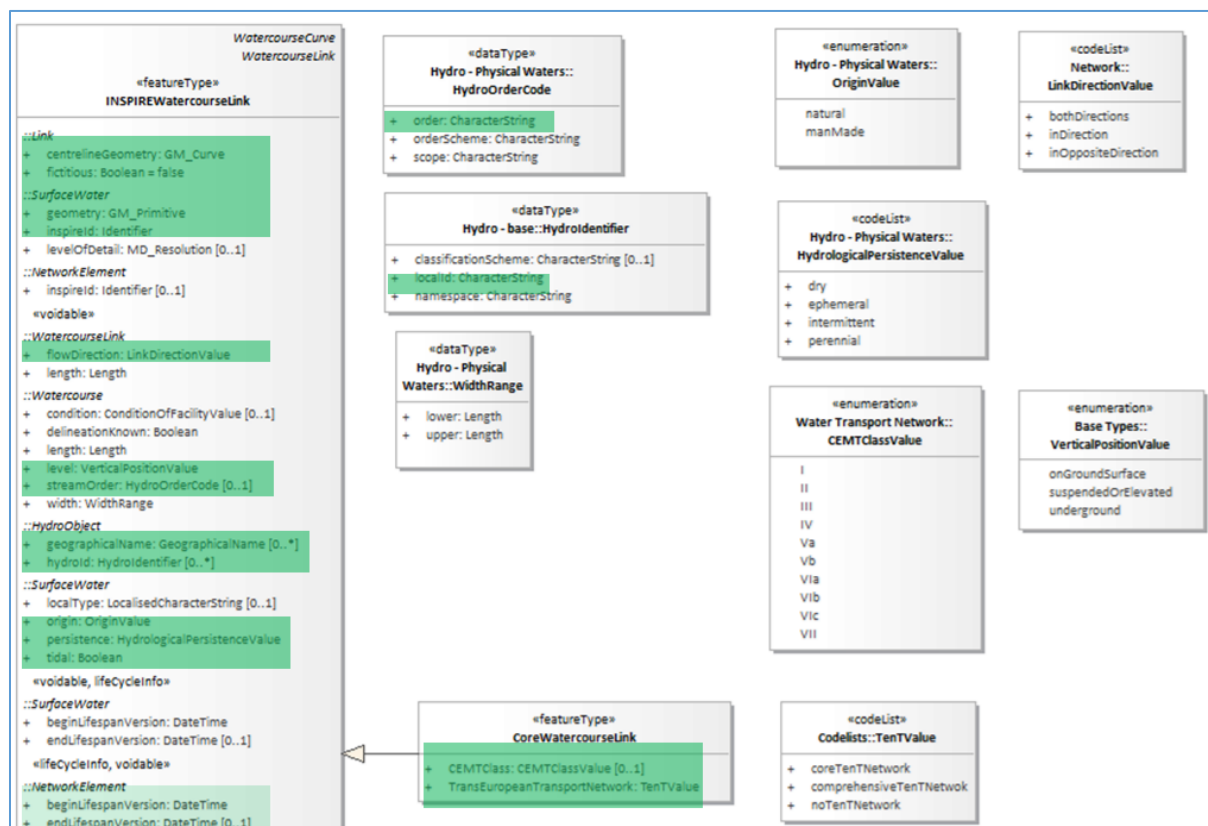 WatercourseCurve
WatercourseLink
«featureType»
INSPIREWatercourseLink
::Link
+ centrelineGeometry: GM_Curve
+ fictitious: Boolean = false
::SurfaceWater
+ geometry: GM_Primitive
+ inspireId: Identifier
+ levelOfDetail: MD_Resolution [0..1]
::NetworkElement
+ inspireId: Identifier [0..1]
«voidable»
::WatercourseLink
+ flowDirection: LinkDirectionValue
+ length: Length
::Watercourse
+ condition: ConditionOfFacilityValue [0..1]
+ delineationKnown: Boolean
+ length: Length
+ level: VerticalPositionValue
+ streamOrder: HydroOrderCode [0..1]
+ width: WidthRange
::HydroObject
+ geographicalName: GeographicalName [0..*]
+ hydroId: HydroIdentifier [0..*]
::SurfaceWater
+ localType: LocalisedCharacterString [0..1]
+ origin: OriginValue
+ persistence: HydrologicalPersistenceValue
+ tidal: Boolean
«voidable, lifeCycleInfo»
::SurfaceWater
+ beginLifespanVersion: DateTime
+ endLifespanVersion: DateTime [0..1]
«lifeCycleInfo, voidable»
::NetworkElement
+ beginLifespanVersion: DateTime
+ endLifespanVersion: DateTime [0..1]
«dataType»
Hydro - Physical Waters::
HydroOrderCode
+ order: CharacterString
+ orderScheme: CharacterString
+ scope: CharacterString
«dataType»
Hydro - base::HydroIdentifier
+ classificationScheme: CharacterString [0..1]
+ localId: CharacterString
+ namespace: CharacterString
«dataType»
Hydro - Physical
Waters::WidthRange
+ lower: Length
+ upper: Length
«featureType»
CoreWatercourseLink
+ CEMTClass: CEMTClassValue [0..1]
+ TransEuropeanTransportNetwork: TenTValue
«enumeration»
Hydro - Physical Waters::
OriginValue
natural
manMade
«codeList»
Network::
LinkDirectionValue
+ bothDirections
+ inDirection
+ inOppositeDirection
«codeList»
Hydro - Physical Waters::
HydrologicalPersistenceValue
+ dry
+ ephemeral
+ intermittent
+ perennial
«enumeration»
Water Transport Network::
CEMTClassValue
I
II
III
IV
Va
Vb
VIa
VIb
VIc
VII
«enumeration»
Base Types::
VerticalPositionValue
onGroundSurface
suspendedOrElevated
underground
«codeList»
Codelists::TenTValue
+ coreTenTNetwork
+ comprehensiveTenTNetwok
+ noTenTNetwork